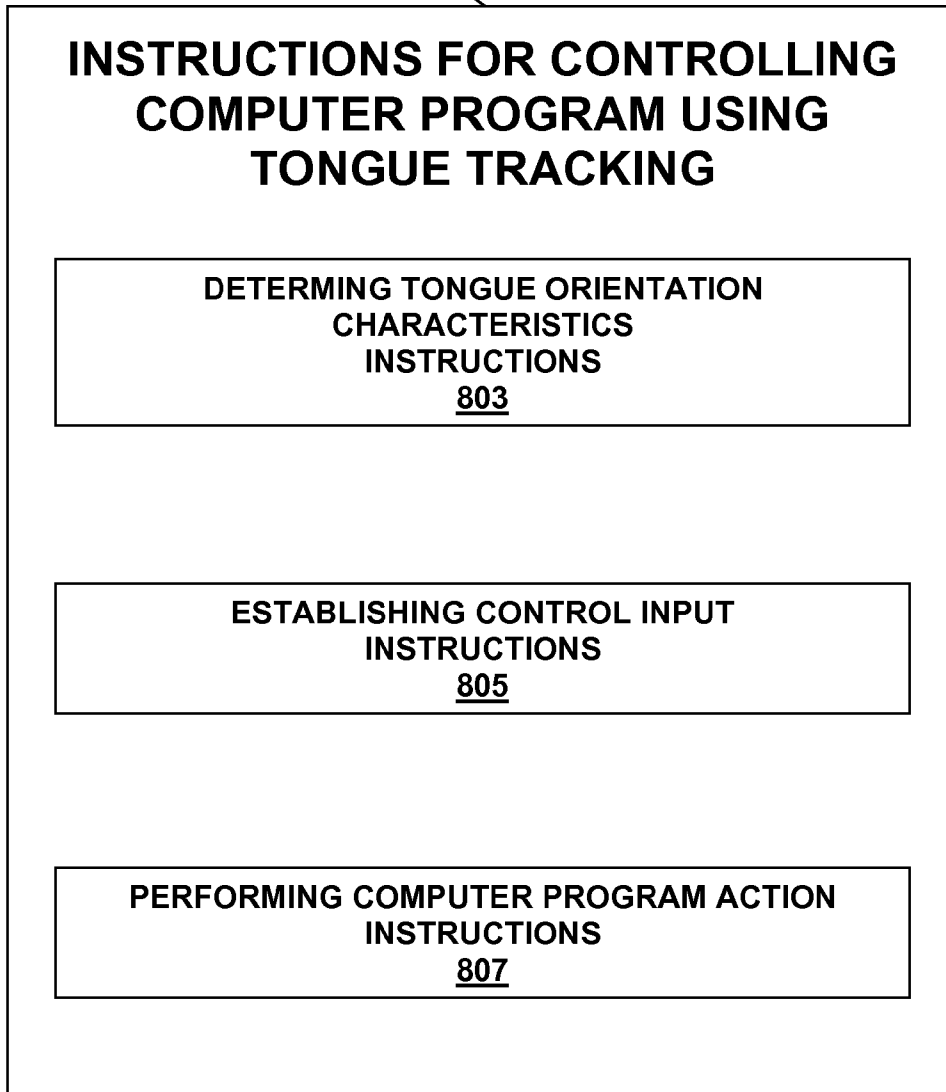 INSTRUCTIONS FOR CONTROLLING
COMPUTER PROGRAM USING
TONGUE TRACKING
DETERMING TONGUE ORIENTATION
CHARACTERISTICS
INSTRUCTIONS
803
ESTABLISHING CONTROL INPUT
INSTRUCTIONS
805
PERFORMING COMPUTER PROGRAM ACTION
INSTRUCTIONS
807